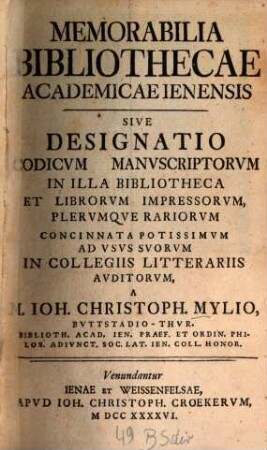 MEMORABILIA
BIBLIOTHECAE
ACADEMICAE IENENSIS
SIVE
DESIGNATIO
CODICVM MANVSCRIPTORVM
IN ILLA BIBLIOTHECA
ET LIBRORVM IMPRESSORVM,
PLERVMQVE RARIORVM
CONCINNATA POTISSIMVM
AD VSVS SVORVM
IN COLLEGIIS LITTERARIIS
AVDITORVM,
A
M. IOH. CHRISTOPH. MYLIO,
BVTTSTADIO-THVR.
BIBLIOTH. ACAD. IEN. PRAEF. ET ORDIN. PHI-
LOS. ADIVNCT. SOC. LAT. IEN. COLL. HONOR.
Venundantur
IENAE ET WEISSENFELSAE,
APVD IOH. CHRISTOPH. CROEKERVM,
M DCC XXXXVI.
49 B